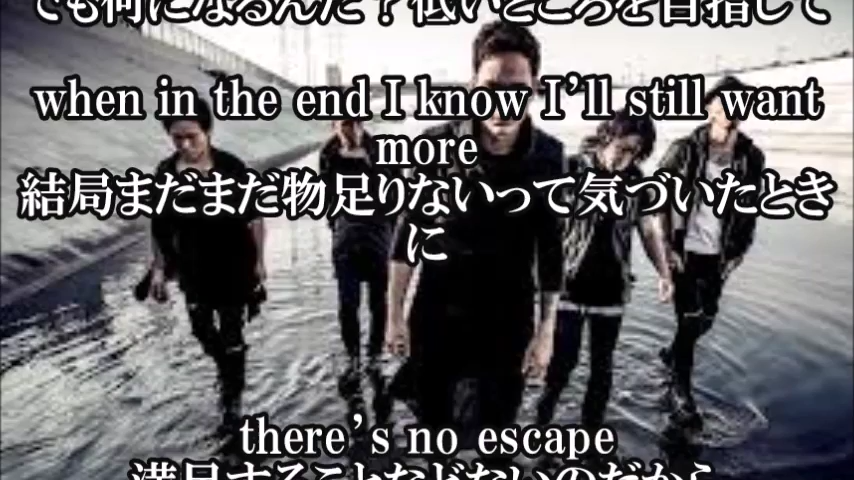 でも何になるんだ？低いところを目指して
when in the end I know I’ll still want
more
結局まだまだ物足りないって気づいたとき
に
there’s no escape
満足することなどないのだから